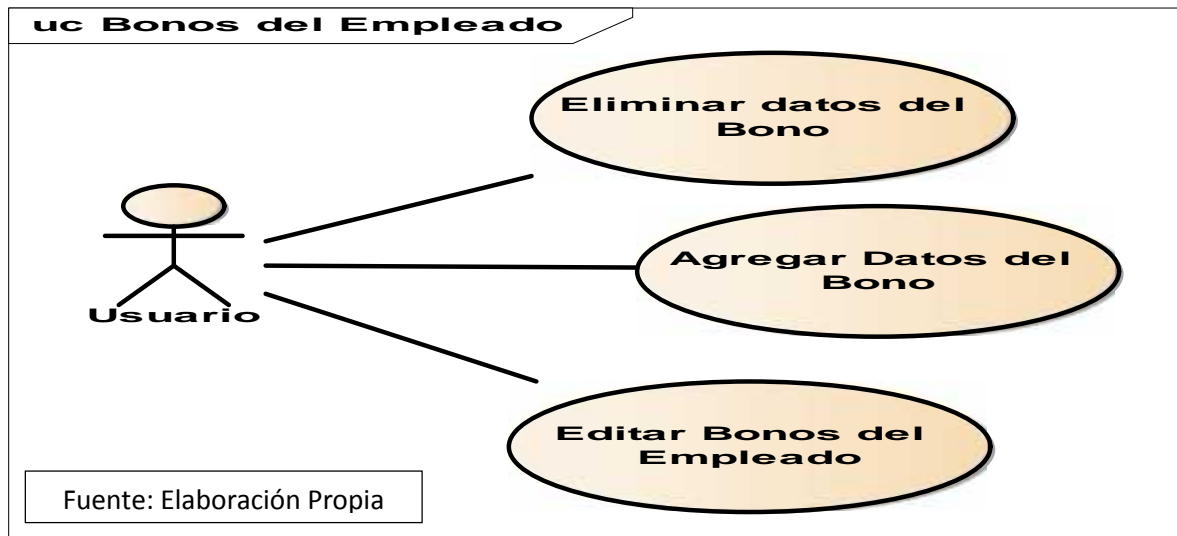 uc Bonos del Empleado
Eliminar datos del
Bono
Agregar Datos del
Bono
Usuario
Editar Bonos del
Empleado
Fuente: Elaboración Propia